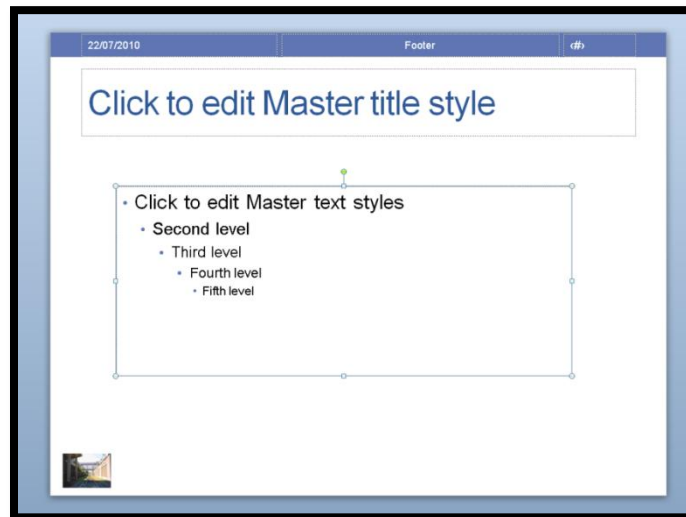 22/07/2010 Footer ‹#›
Click to edit Master title style
• Click to edit Master text styles
• Second level
• Third level
• Fourth level
• Fifth level